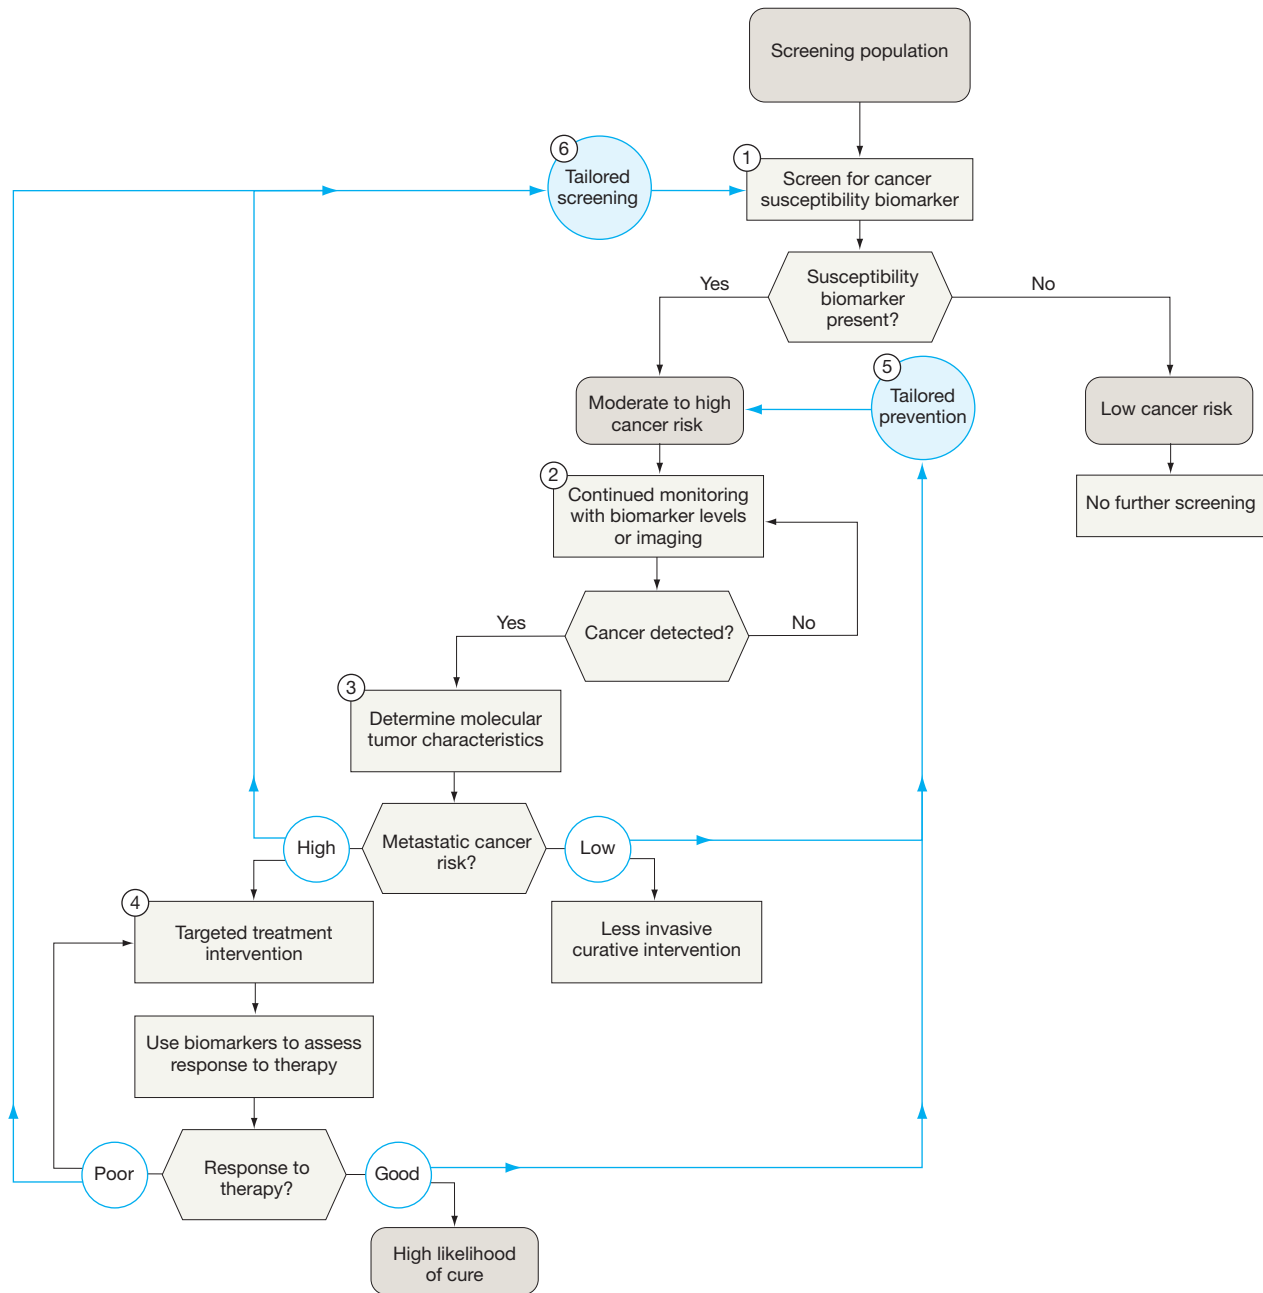 Screening population
6
Tailored
screening
1
Screen for cancer
susceptibility biomarker
Susceptibility
biomarker
present?
Yes
No
5
Tailored
prevention
Moderate to high
cancer risk
Low cancer risk
2
Continued monitoring
with biomarker levels
or imaging
No further screening
Cancer detected?
Yes
No
3
Determine molecular
tumor characteristics
High
Metastatic cancer
risk?
Low
4
Targeted treatment
intervention
Less invasive
curative intervention
Use biomarkers to assess
response to therapy
Poor
Response to
therapy?
Good
High likelihood
of cure